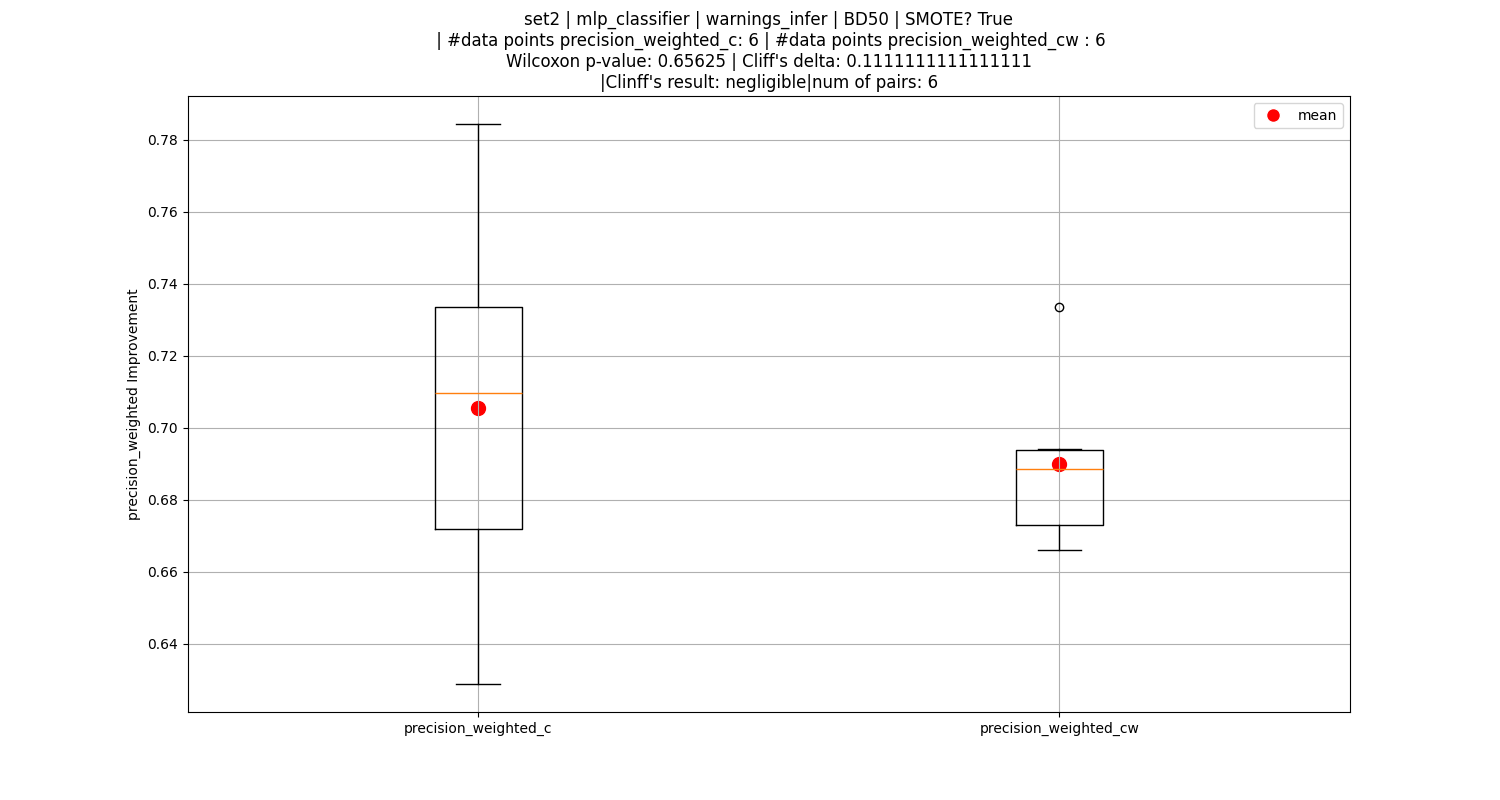 set2 | mlp_classifier | warnings_infer | BD50 | SMOTE? True
| #data points precision_weighted_c: 6 | #data points precision_weighted_cw : 6
Wilcoxon p-value: 0.65625 | Cliff's delta: 0.1111111111111111
|Clinff's result: negligible|num of pairs: 6
mean
0.78
0.76
0.74
0.72
0.70
0.68
0.66
0.64
precision_weighted Improvement
precision_weighted_c
precision_weighted_cw